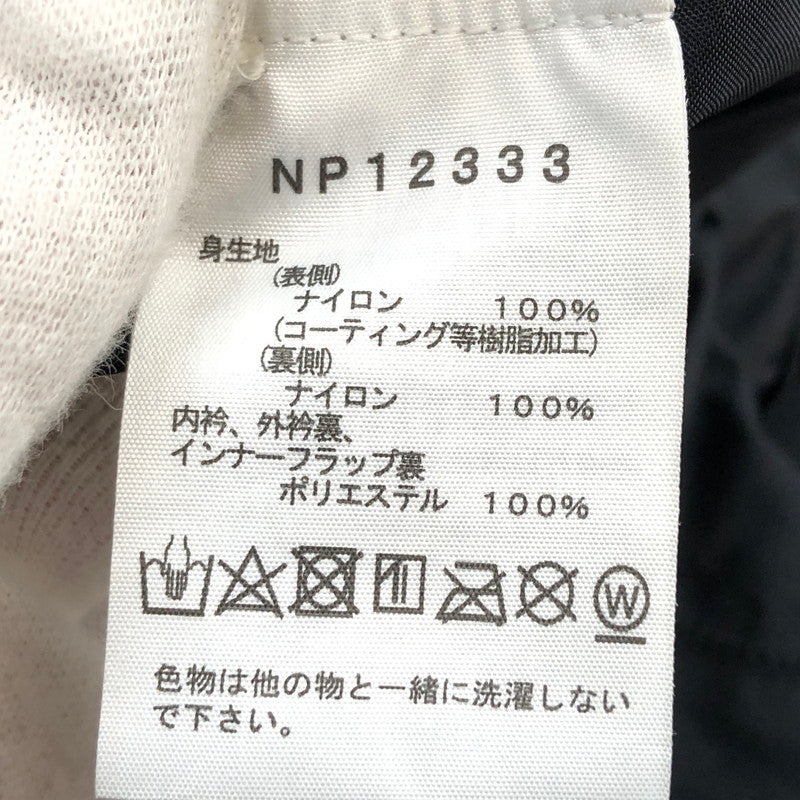 NP12333
身生地
(表側)
ナイロン 100%
(コーティング等樹脂加工)
(裏側)
ナイロン 100%
内衿、外衿裏、
インナーフラップ裏
ポリエステル 100%
W
色物は他の物と一緒に洗濯しない
で下さい。